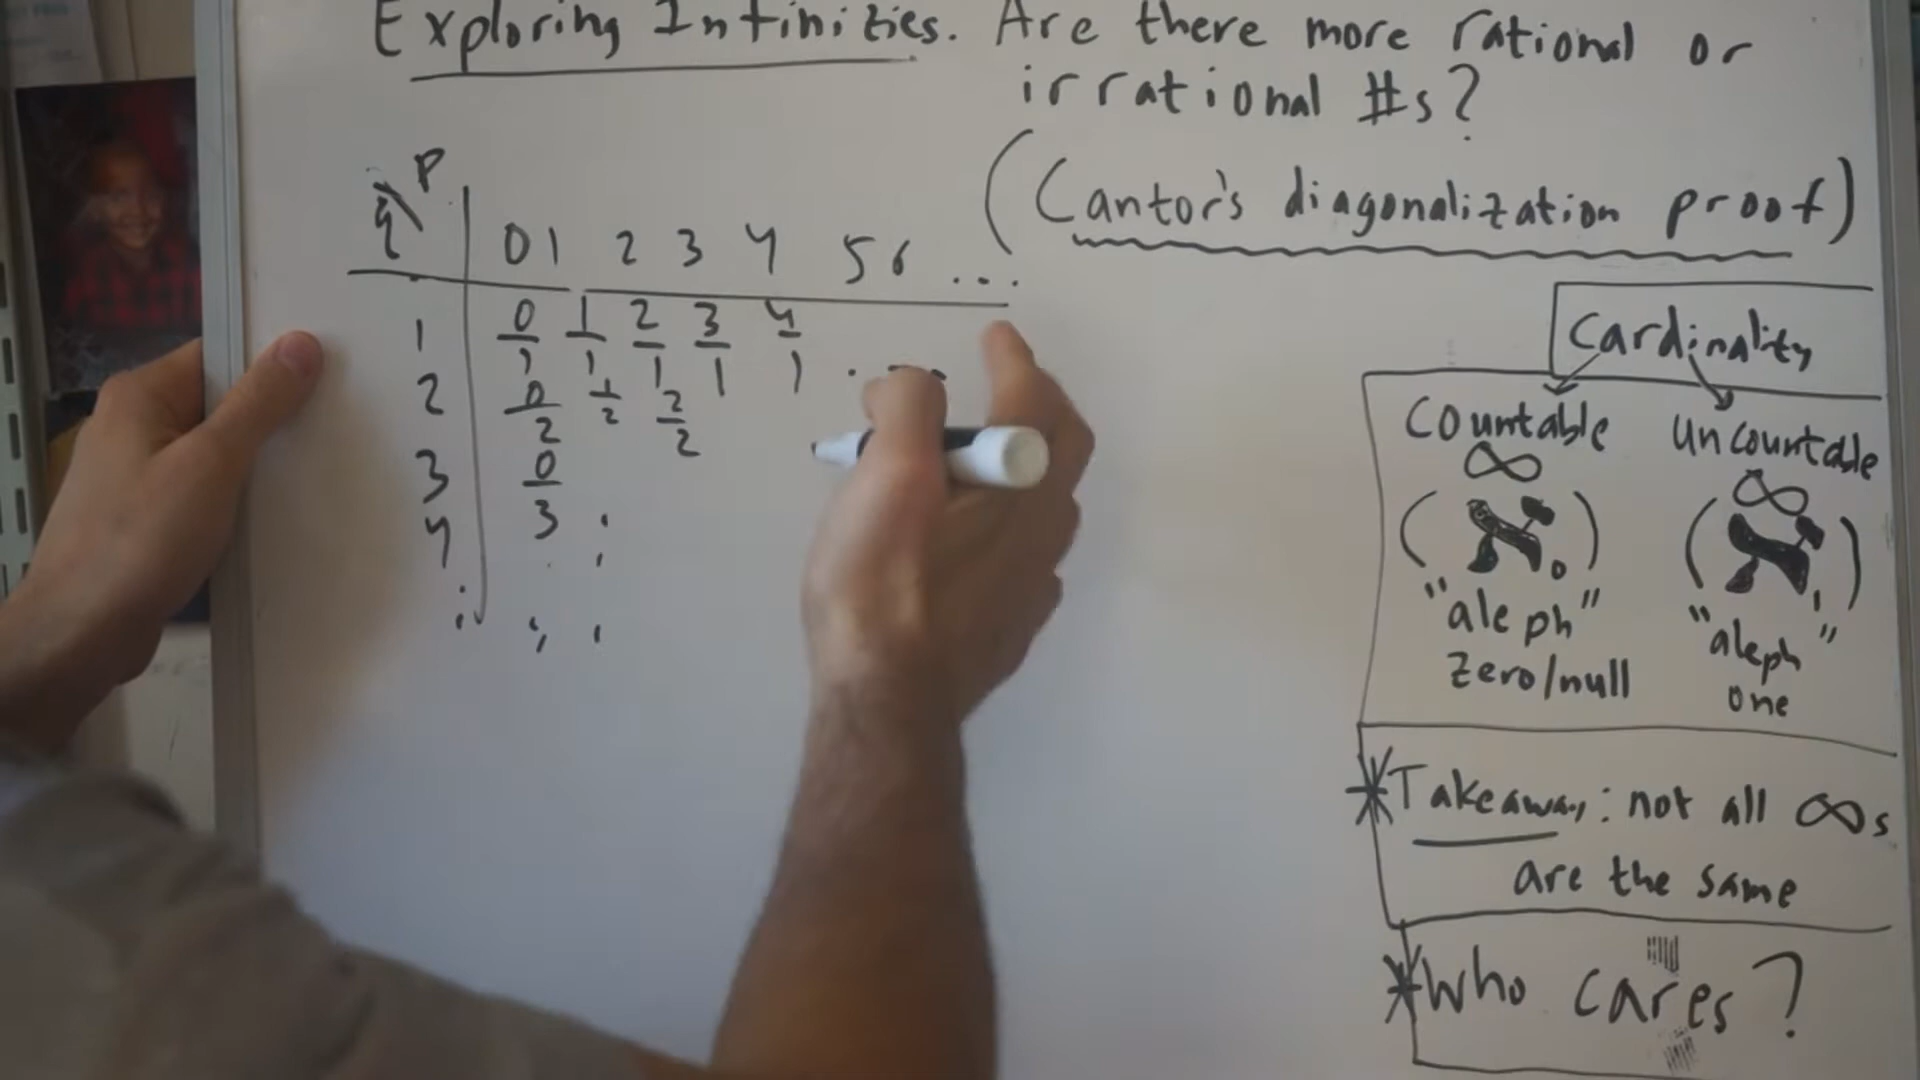 Exploring Infinities. Are there more rational or
irrational #s?
(Cantor's diagonalization proof)
q\P
0 1 2 3 4 5 6 ...
1 0/1 1/1 2/1 3/1 4/1 ...
2 0/2 1/2 2/2
3 0/3
4
Cardinality
Countable
∞
(ℵ0)
"aleph"
zero/null
Uncountable
∞
(ℵ1)
"aleph"
one
*Takeaway: not all ∞s
are the same
*Who cares?